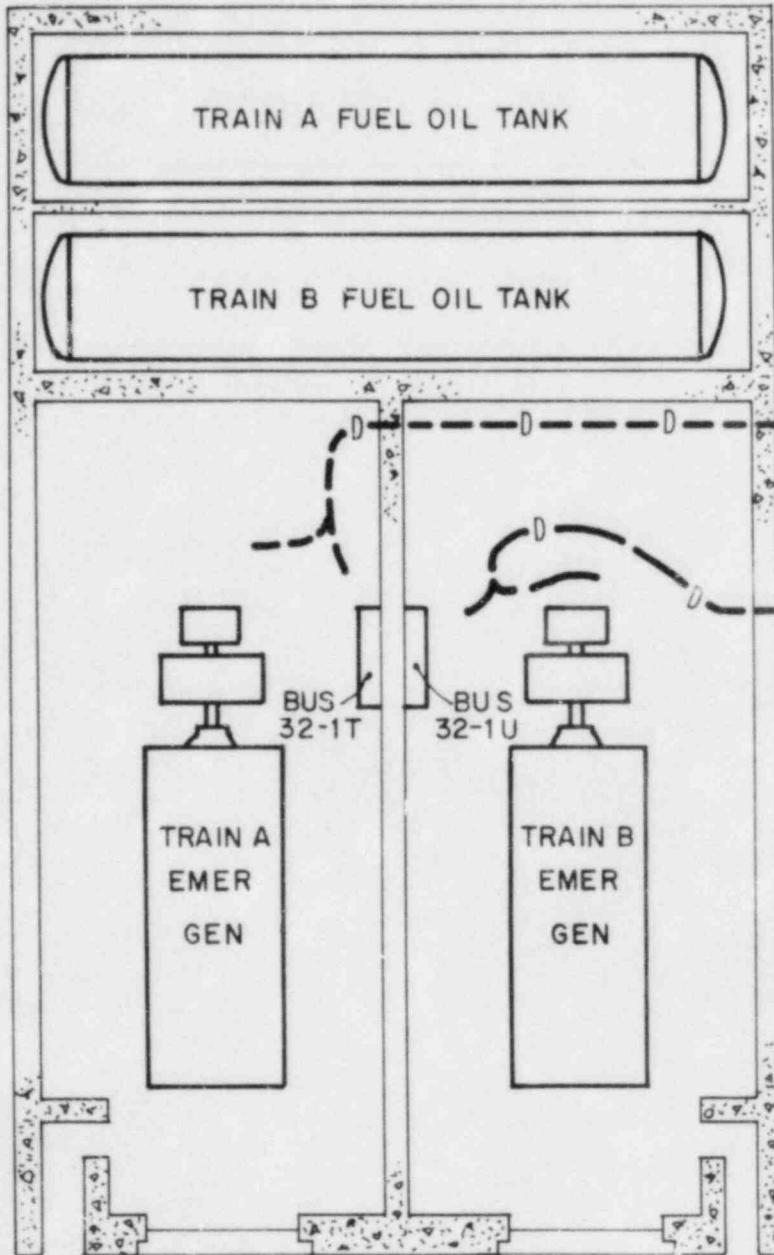 TRAIN A FUEL OIL TANK
TRAIN B FUEL OIL TANK
D D D
D
D
BUS
32-1T
BUS
32-1U
TRAIN A
EMER
GEN
TRAIN B
EMER
GEN